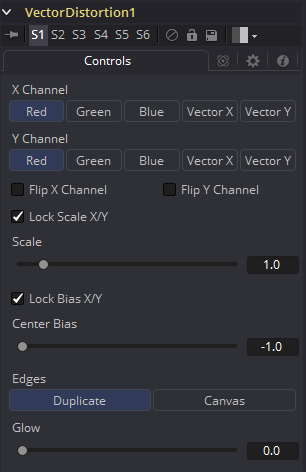 VectorDistortion1
S1 S2 S3 S4 S5 S6
Controls
X Channel
Red Green Blue Vector X Vector Y
Y Channel
Red Green Blue Vector X Vector Y
Flip X Channel Flip Y Channel
Lock Scale X/Y
Scale
1.0
Lock Bias X/Y
Center Bias
-1.0
Edges
Duplicate Canvas
Glow
0.0